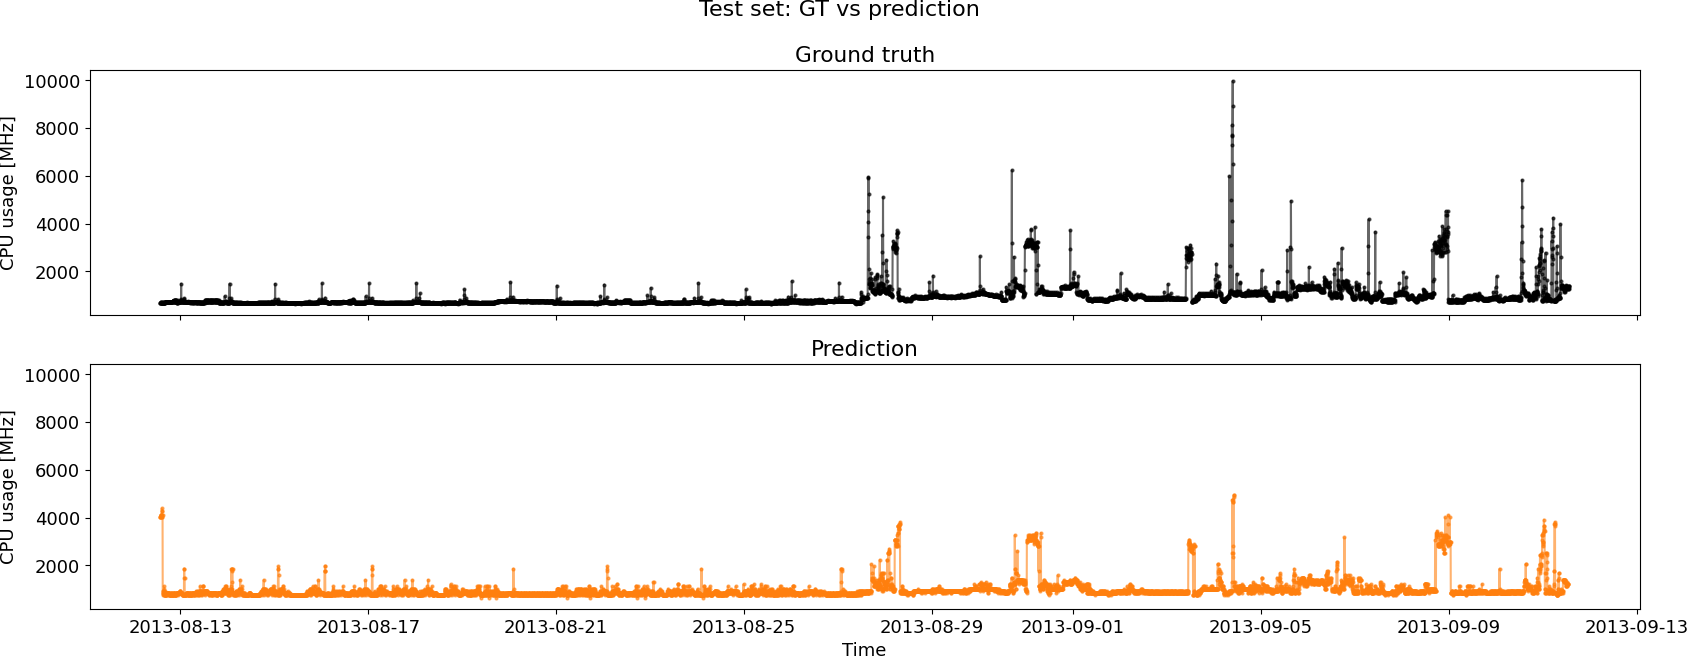 Test set: GT vs prediction
Ground truth
CPU usage [MHz]
10000
8000
6000
4000
2000
Prediction
CPU usage [MHz]
10000
8000
6000
4000
2000
2013-08-13 2013-08-17 2013-08-21 2013-08-25 2013-08-29 2013-09-01 2013-09-05 2013-09-09 2013-09-13
Time